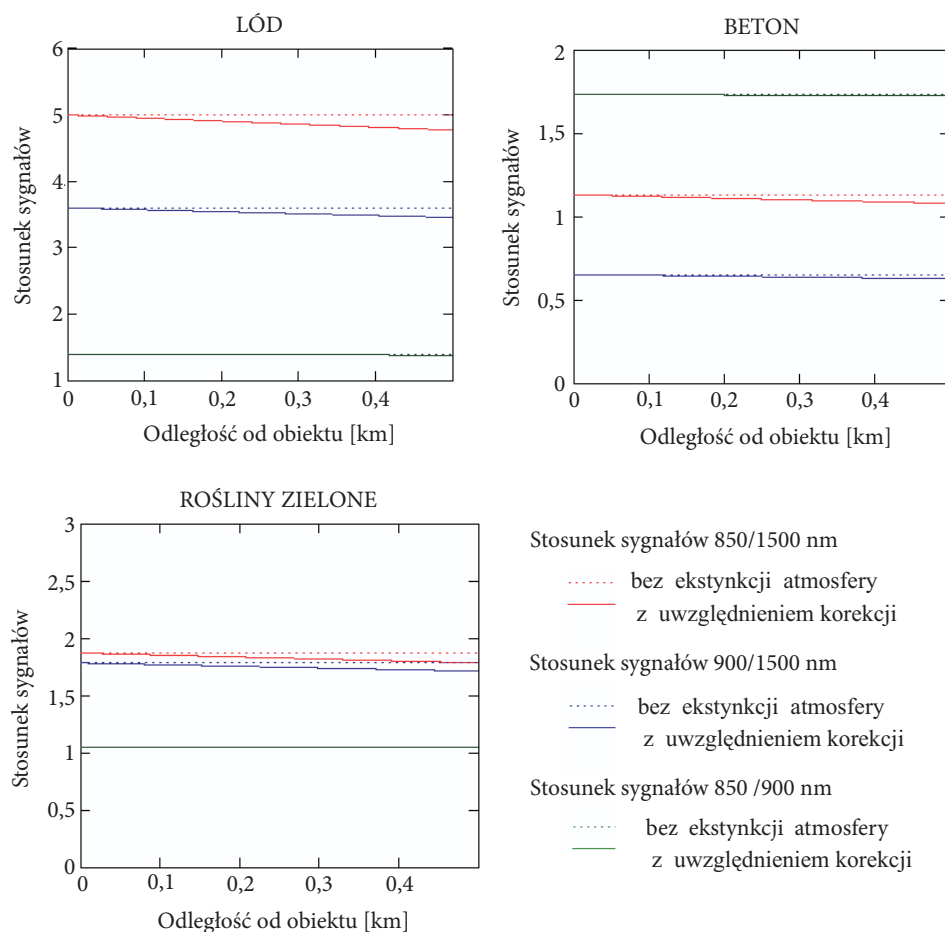 LÓD
6
5
4
3
2
1
Stosunek sygnałów
0 0,1 0,2 0,3 0,4
Odległość od obiektu [km]
BETON
2
1,5
1
0,5
0
Stosunek sygnałów
0 0,1 0,2 0,3 0,4
Odległość od obiektu [km]
ROŚLINY ZIELONE
3
2,5
2
1,5
1
0,5
0
Stosunek sygnałów
0 0,1 0,2 0,3 0,4
Odległość od obiektu [km]
Stosunek sygnałów 850/1500 nm
bez ekstynkcji atmosfery
z uwzględnieniem korekcji
Stosunek sygnałów 900/1500 nm
bez ekstynkcji atmosfery
z uwzględnieniem korekcji
Stosunek sygnałów 850 /900 nm
bez ekstynkcji atmosfery
z uwzględnieniem korekcji